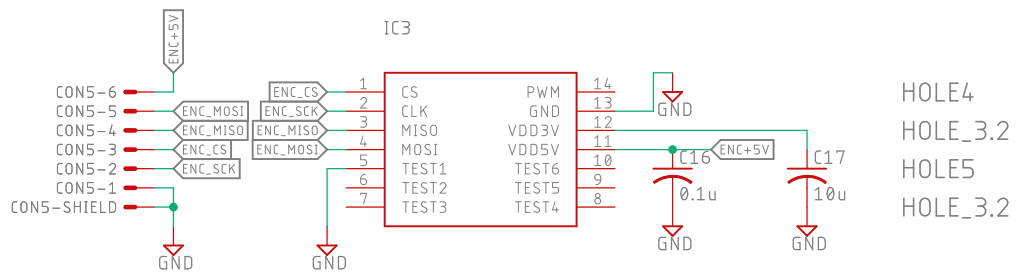 IC3
ENC+5V
CON5-6
CON5-5 ENC_MOSI
CON5-4 ENC_MISO
CON5-3 ENC_CS
CON5-2 ENC_SCK
CON5-1
CON5-SHIELD
GND
ENC_CS 1 CS
ENC_SCK 2 CLK
ENC_MISO 3 MISO
ENC_MOSI 4 MOSI
5 TEST1
6 TEST2
7 TEST3
GND
PWM 14
GND 13
VDD3V 12
VDD5V 11
TEST6 10
TEST5 9
TEST4 8
GND
ENC+5V
C16
0.1u
GND
C17
10u
GND
HOLE4
HOLE_3.2
HOLE5
HOLE_3.2